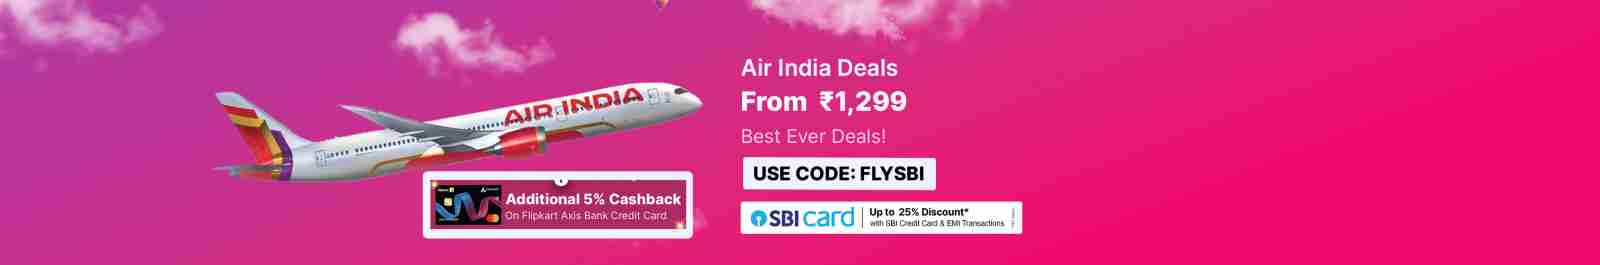 AIR INDIA
Additional 5% Cashback
On Flipkart Axis Bank Credit Card
Air India Deals
From ₹1,299
Best Ever Deals!
USE CODE: FLYSBI
SBI card
Up to 25% Discount*
with SBI Credit Card & EMI Transactions